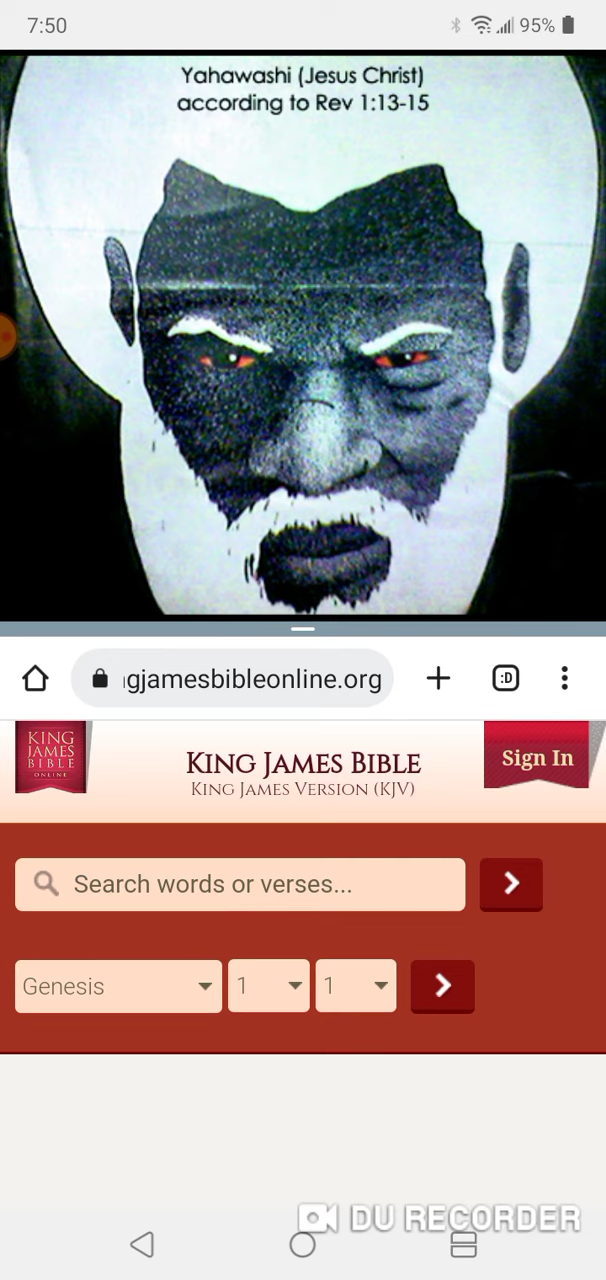 7:50
95%
Yahawashi (Jesus Christ)
according to Rev 1:13-15
gjamesbibleonline.org
:D
KING
JAMES
BIBLE
ONLINE
KING JAMES BIBLE
KING JAMES VERSION (KJV)
Sign In
Search words or verses...
Genesis
1
1
DU RECORDER